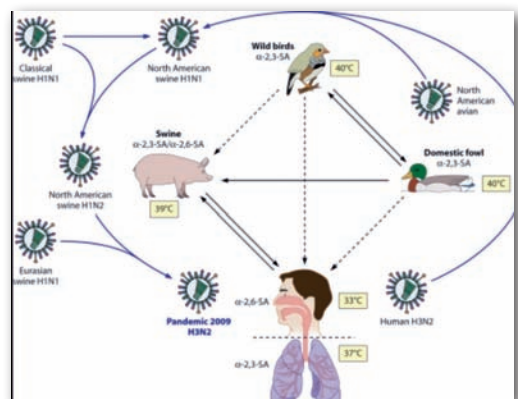 Classical
swine H1N1
North American
swine H1N1
Wild birds
α-2,3-SA
40°C
North
American
avian
Swine
α-2,3-SA/α-2,6-SA
39°C
Domestic fowl
α-2,3-SA
40°C
North American
swine H1N2
Eurasian
swine H1N1
Pandemic 2009
H3N2
α-2,6-SA
33°C
Human H3N2
37°C
α-2,3-SA